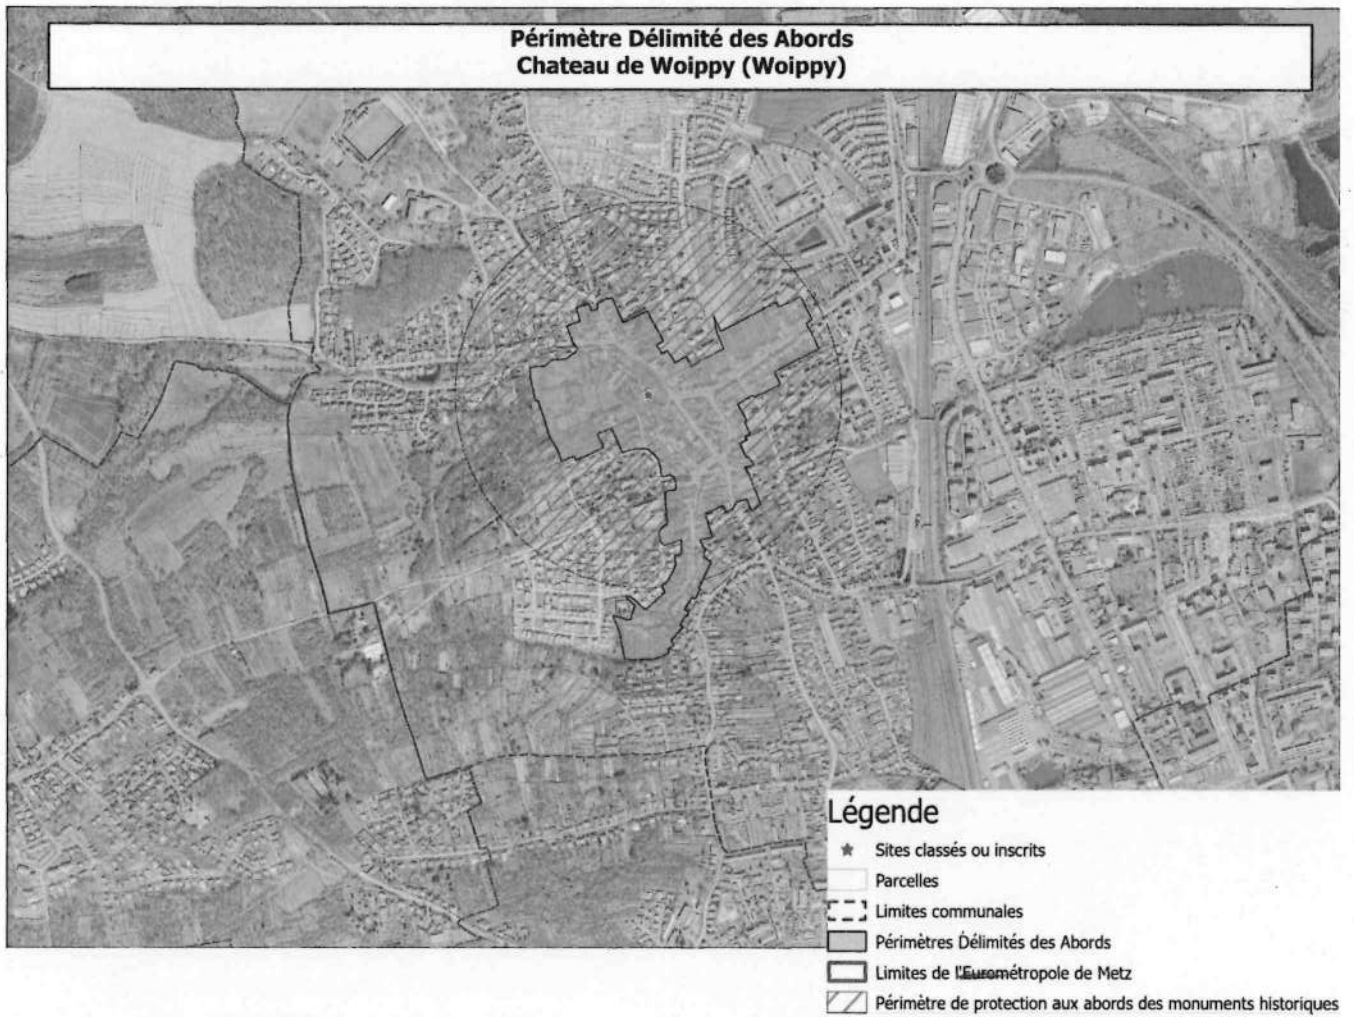 Périmètre Délimité des Abords
Chateau de Woippy (Woippy)
Légende
Sites classés ou inscrits
Parcelles
Limites communales
Périmètres Délimités des Abords
Limites de l'Eurométropole de Metz
Périmètre de protection aux abords des monuments historiques